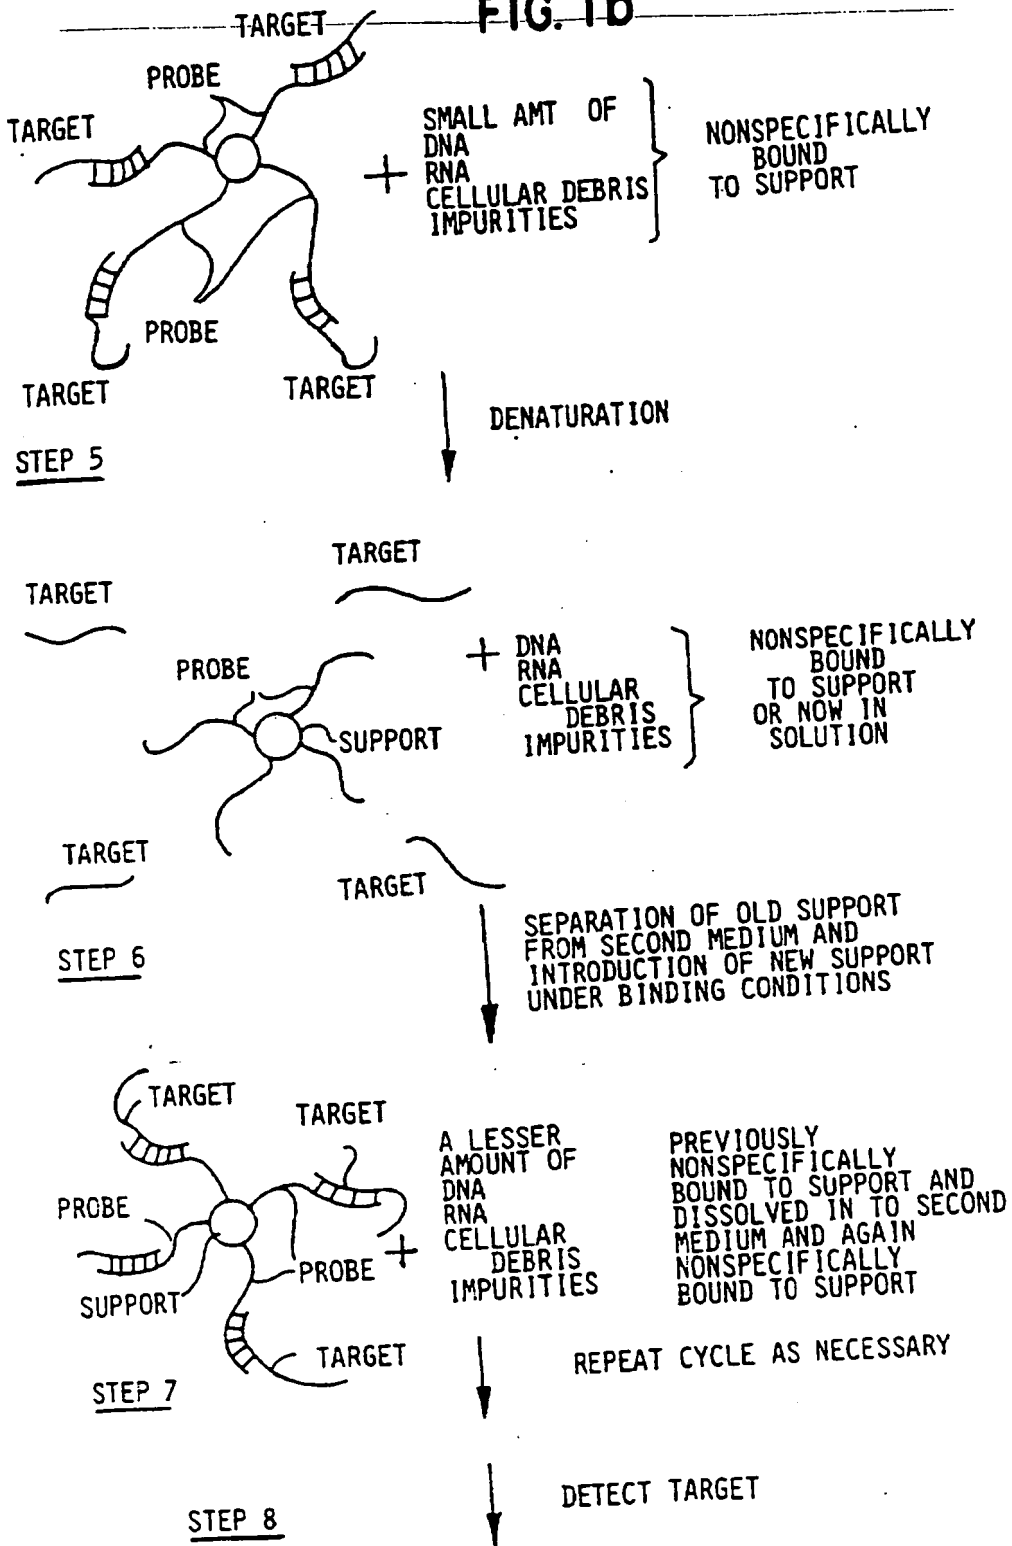 FIG. 1b
TARGET
PROBE
TARGET
SMALL AMT OF
DNA
RNA
CELLULAR DEBRIS
IMPURITIES
NONSPECIFICALLY
BOUND
TO SUPPORT
PROBE
TARGET
TARGET
DENATURATION
STEP 5
TARGET
TARGET
PROBE
SUPPORT
+ DNA
RNA
CELLULAR
DEBRIS
IMPURITIES
NONSPECIFICALLY
BOUND
TO SUPPORT
OR NOW IN
SOLUTION
TARGET
TARGET
STEP 6
SEPARATION OF OLD SUPPORT
FROM SECOND MEDIUM AND
INTRODUCTION OF NEW SUPPORT
UNDER BINDING CONDITIONS
TARGET
TARGET
PROBE
PROBE +
SUPPORT
TARGET
A LESSER
AMOUNT OF
DNA
RNA
CELLULAR
DEBRIS
IMPURITIES
PREVIOUSLY
NONSPECIFICALLY
BOUND TO SUPPORT AND
DISSOLVED IN TO SECOND
MEDIUM AND AGAIN
NONSPECIFICALLY
BOUND TO SUPPORT
STEP 7
REPEAT CYCLE AS NECESSARY
DETECT TARGET
STEP 8